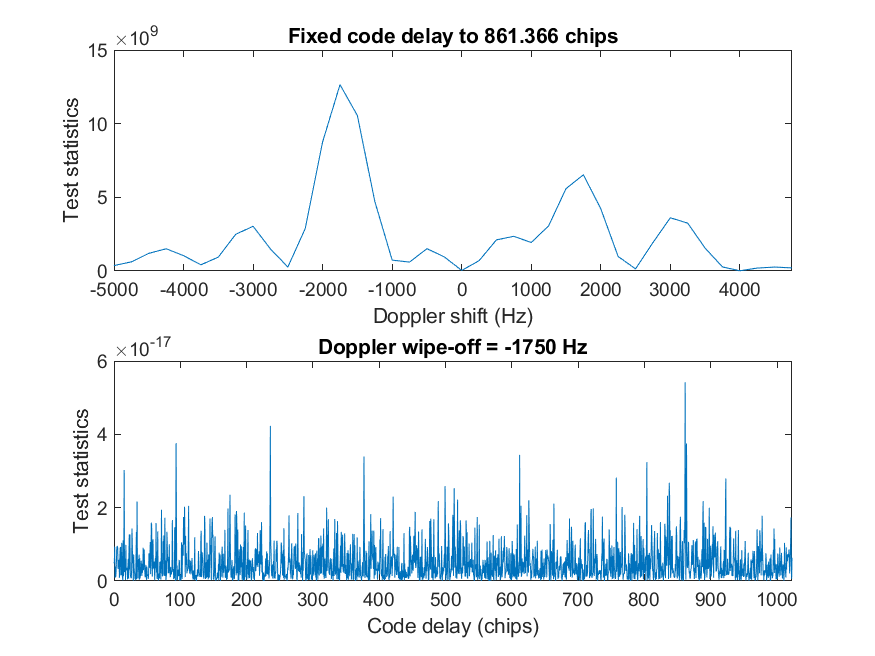 ×10^9
Fixed code delay to 861.366 chips
15
10
5
0
Test statistics
-5000 -4000 -3000 -2000 -1000 0 1000 2000 3000 4000
Doppler shift (Hz)
×10^-17
Doppler wipe-off = -1750 Hz
6
4
2
0
Test statistics
0 100 200 300 400 500 600 700 800 900 1000
Code delay (chips)